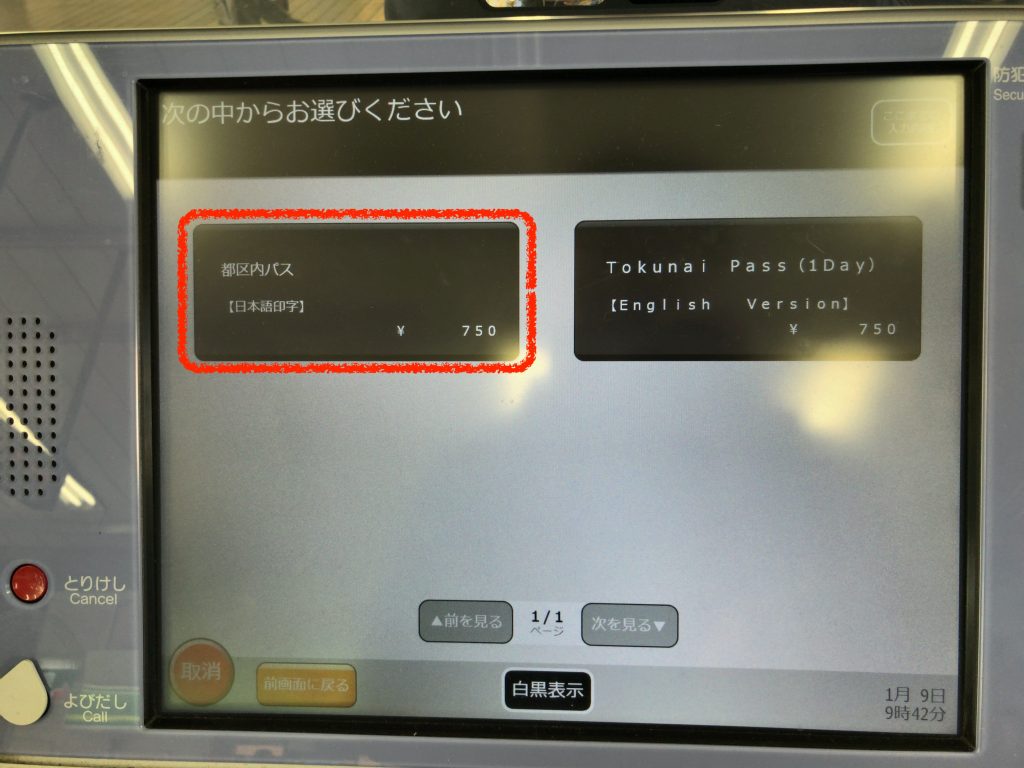 次の中からお選びください
防犯
Secu
都区内パス
【日本語印字】
¥ 750
Tokunai Pass(1Day)
【English Version】
¥ 750
とりけし
Cancel
▲前を見る
1/1
ページ
次を見る▼
取消
前画面に戻る
白黒表示
よびだし
Call
1月 9日
9時42分